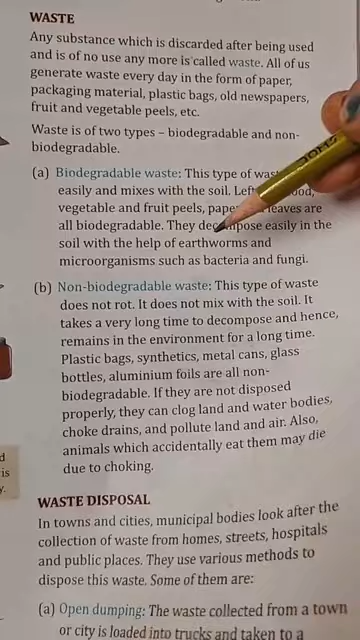 WASTE
Any substance which is discarded after being used
and is of no use any more is called waste. All of us
generate waste every day in the form of paper,
packaging material, plastic bags, old newspapers,
fruit and vegetable peels, etc.
Waste is of two types – biodegradable and non-
biodegradable.
(a) Biodegradable waste: This type of
easily and mixes with the soil.
vegetable and fruit peels, leaves are
all biodegradable. They easily in the
soil with the help of earthworms and
microorganisms such as bacteria and fungi.
(b) Non-biodegradable waste: This type of waste
does not rot. It does not mix with the soil. It
takes a very long time to decompose and hence,
remains in the environment for a long time.
Plastic bags, synthetics, metal cans, glass
bottles, aluminium foils are all non-
biodegradable. If they are not disposed
properly, they can clog land and water bodies,
choke drains, and pollute land and air. Also,
animals which accidentally eat them may die
due to choking.
d
is
y.
WASTE DISPOSAL
In towns and cities, municipal bodies look after the
collection of waste from homes, streets, hospitals
and public places. They use various methods to
dispose this waste. Some of them are:
(a) Open dumping: The waste collected from a town
or city is loaded into trucks and taken to a